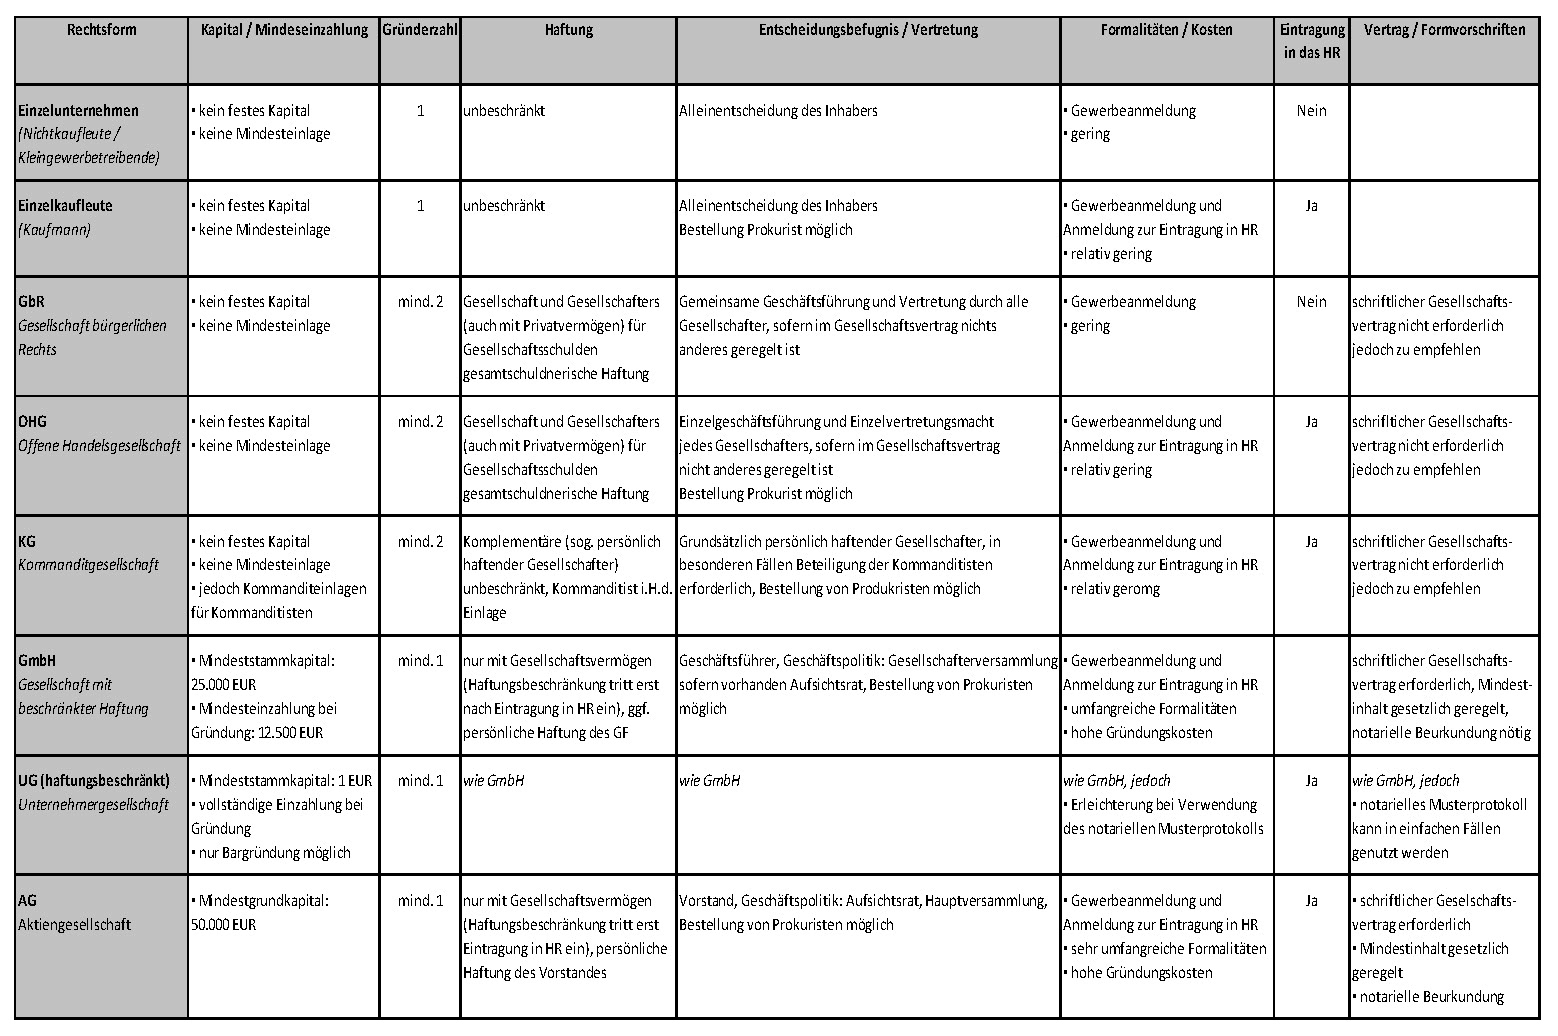 Rechtsform
Kapital / Mindeseinzahlung
Gründerzahl
Haftung
Entscheidungsbefugnis / Vertretung
Formalitäten / Kosten
Eintragung
in das HR
Vertrag / Formvorschriften
Einzelunternehmen
(Nichtkaufleute /
Kleingewerbetreibende)
▪ kein festes Kapital
▪ keine Mindesteinlage
1
unbeschränkt
Alleinentscheidung des Inhabers
▪ Gewerbeanmeldung
▪ gering
Nein
Einzelkaufleute
(Kaufmann)
▪ kein festes Kapital
▪ keine Mindesteinlage
1
unbeschränkt
Alleinentscheidung des Inhabers
Bestellung Prokurist möglich
▪ Gewerbeanmeldung und
Anmeldung zur Eintragung in HR
▪ relativ gering
Ja
GbR
Gesellschaft bürgerlichen
Rechts
▪ kein festes Kapital
▪ keine Mindesteinlage
mind. 2
Gesellschaft und Gesellschafters
(auch mit Privatvermögen) für
Gesellschaftsschulden
gesamtschuldnerische Haftung
Gemeinsame Geschäftsführung und Vertretung durch alle
Gesellschafter, sofern im Gesellschaftsvertrag nichts
anderes geregelt ist
▪ Gewerbeanmeldung
▪ gering
Nein
schriftlicher Gesellschafts-
vertrag nicht erforderlich
jedoch zu empfehlen
OHG
Offene Handelsgesellschaft
▪ kein festes Kapital
▪ keine Mindesteinlage
mind. 2
Gesellschaft und Gesellschafters
(auch mit Privatvermögen) für
Gesellschaftsschulden
gesamtschuldnerische Haftung
Einzelgeschäftsführung und Einzelvertretungsmacht
jedes Gesellschafters, sofern im Gesellschaftsvertrag
nicht anderes geregelt ist
Bestellung Prokurist möglich
▪ Gewerbeanmeldung und
Anmeldung zur Eintragung in HR
▪ relativ gering
Ja
schriflticher Gesellschafts-
vertrag nicht erforderlich
jedoch zu empfehlen
KG
Kommanditgesellschaft
▪ kein festes Kapital
▪ keine Mindesteinlage
▪ jedoch Kommanditeinlagen
für Kommanditisten
mind. 2
Komplementäre (sog. persönlich
haftender Gesellschafter)
unbeschränkt, Kommanditist i.H.d.
Einlage
Grundsätzlich persönlich haftender Gesellschafter, in
besonderen Fällen Beteiligung der Kommanditisten
erforderlich, Bestellung von Produkristen möglich
▪ Gewerbeanmeldung und
Anmeldung zur Eintragung in HR
▪ relativ geromg
Ja
schriftlicher Gesellschafts-
vertrag nicht erforderlich
jedoch zu empfehlen
GmbH
Gesellschaft mit
beschränkter Haftung
▪ Mindeststammkapital:
25.000 EUR
▪ Mindesteinzahlung bei
Gründung: 12.500 EUR
mind. 1
nur mit Gesellschaftsvermögen
(Haftungsbeschränkung tritt erst
nach Eintragung in HR ein), ggf.
persönliche Haftung des GF
Geschäftsführer, Geschäftspolitik: Gesellschafterversammlung
sofern vorhanden Aufsichtsrat, Bestellung von Prokuristen
möglich
▪ Gewerbeanmeldung und
Anmeldung zur Eintragung in HR
▪ umfangreiche Formalitäten
▪ hohe Gründungskosten
schriftlicher Gesellschafts-
vertrag erforderlich, Mindest-
inhalt gesetzlich geregelt,
notarielle Beurkundung nötig
UG (haftungsbeschränkt)
Unternehmergesellschaft
▪ Mindeststammkapital: 1 EUR
▪ vollständige Einzahlung bei
Gründung
▪ nur Bargründung möglich
mind. 1
wie GmbH
wie GmbH
wie GmbH, jedoch
▪ Erleichterung bei Verwendung
des notariellen Musterprotokolls
Ja
wie GmbH, jedoch
▪ notarielles Musterprotokoll
kann in einfachen Fällen
genutzt werden
AG
Aktiengesellschaft
▪ Mindestgrundkapital:
50.000 EUR
mind. 1
nur mit Gesellschaftsvermögen
(Haftungsbeschränkung tritt erst
Eintragung in HR ein), persönliche
Haftung des Vorstandes
Vorstand, Geschäftspolitik: Aufsichtsrat, Hauptversammlung,
Bestellung von Prokuristen möglich
▪ Gewerbeanmeldung und
Anmeldung zur Eintragung in HR
▪ sehr umfangreiche Formalitäten
▪ hohe Gründungskosten
Ja
▪ schriftlicher Geselschafts-
vertrag erforderlich
▪ Mindestinhalt gesetzlich
geregelt
▪ notarielle Beurkundung